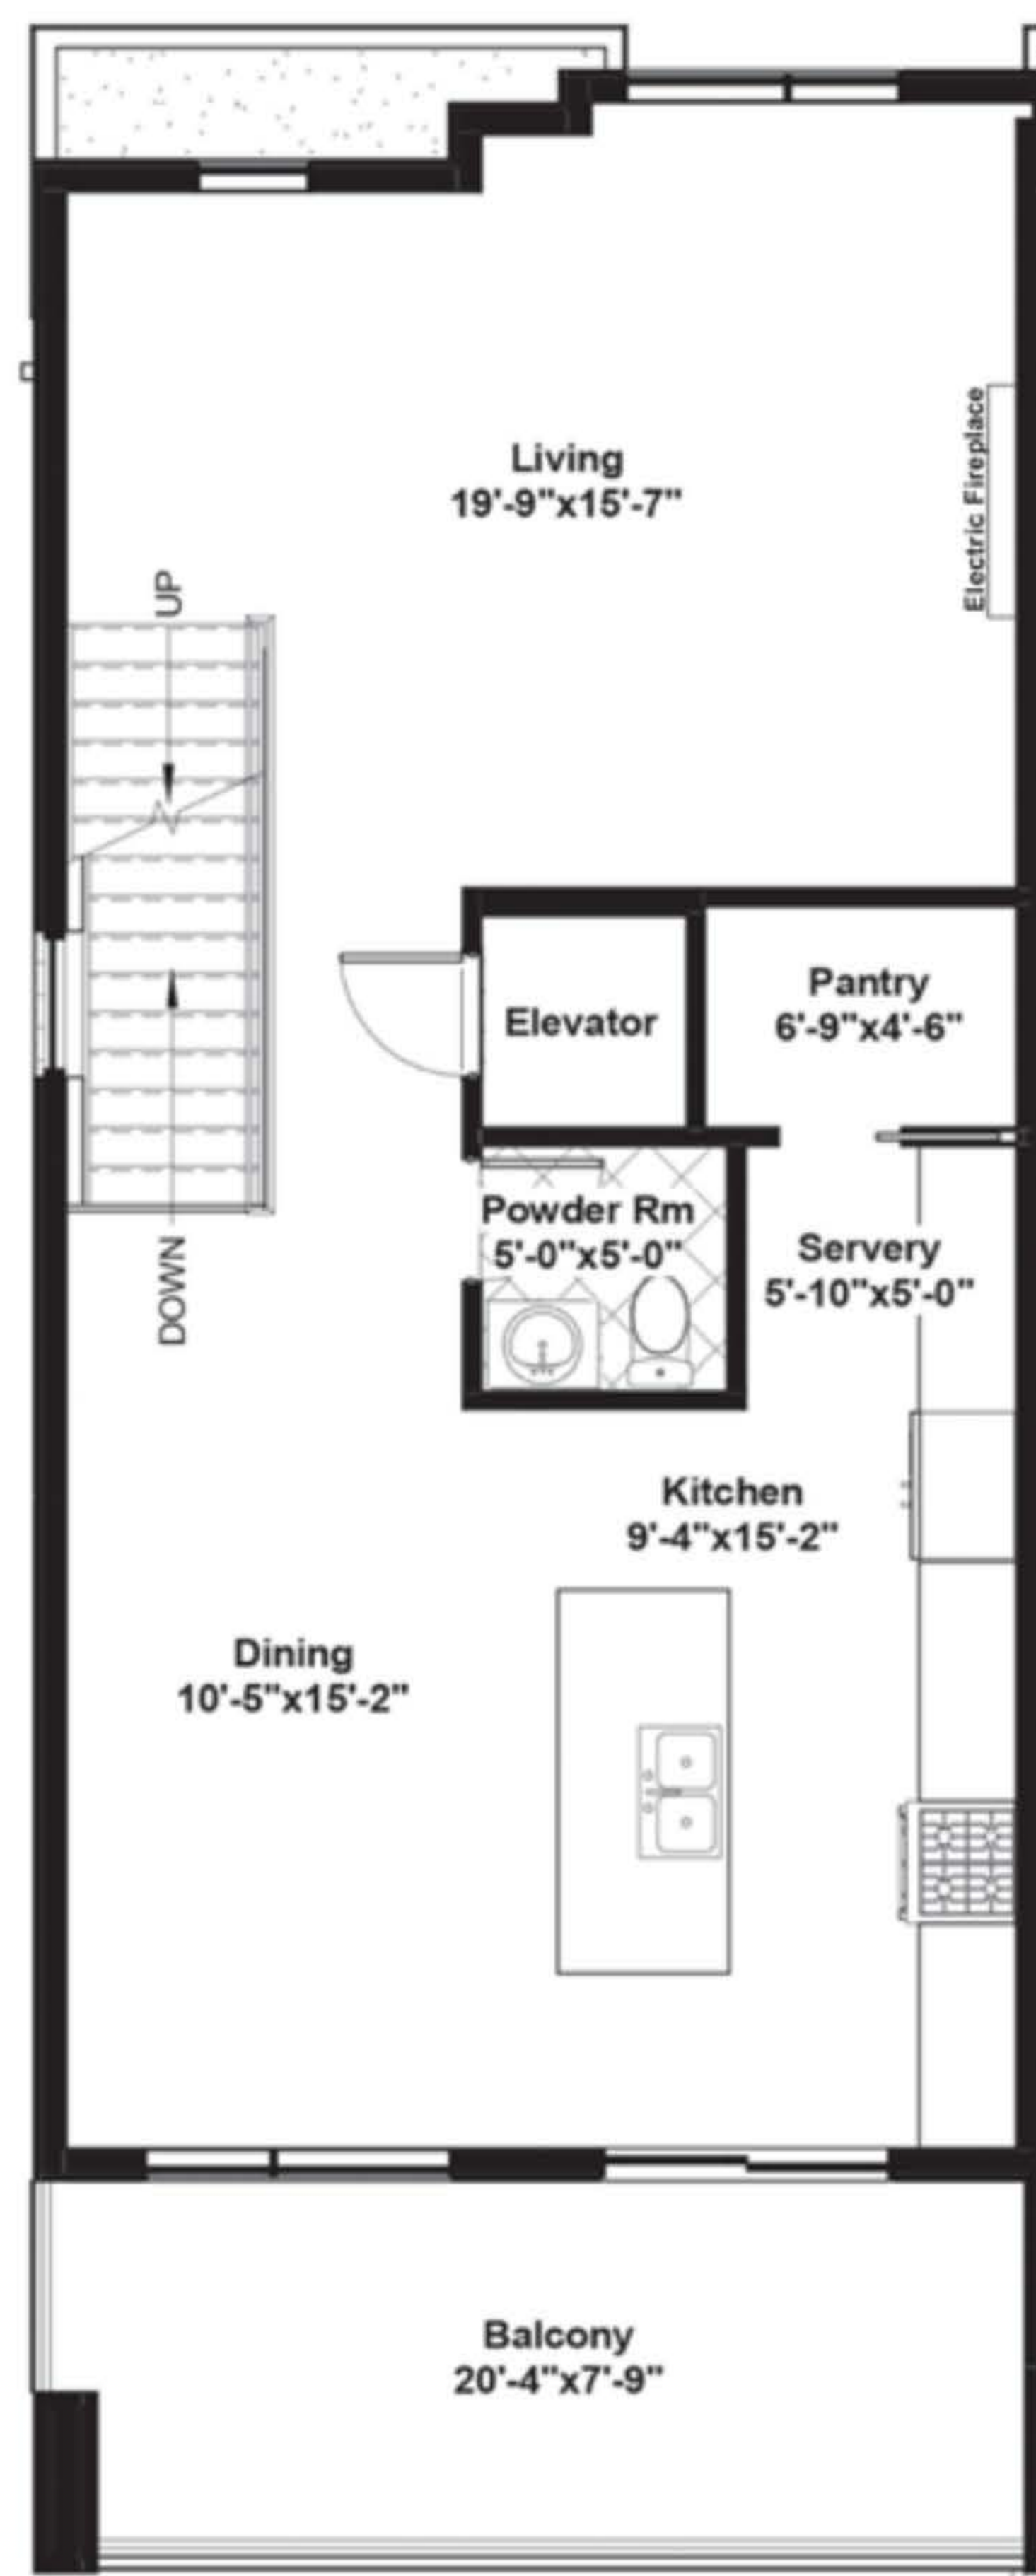 Living
19'-9"x15'-7"
Electric Fireplace
UP
Elevator
Pantry
6'-9"x4'-6"
Powder Rm
5'-0"x5'-0"
Servery
5'-10"x5'-0"
DOWN
Kitchen
9'-4"x15'-2"
Dining
10'-5"x15'-2"
Balcony
20'-4"x7'-9"